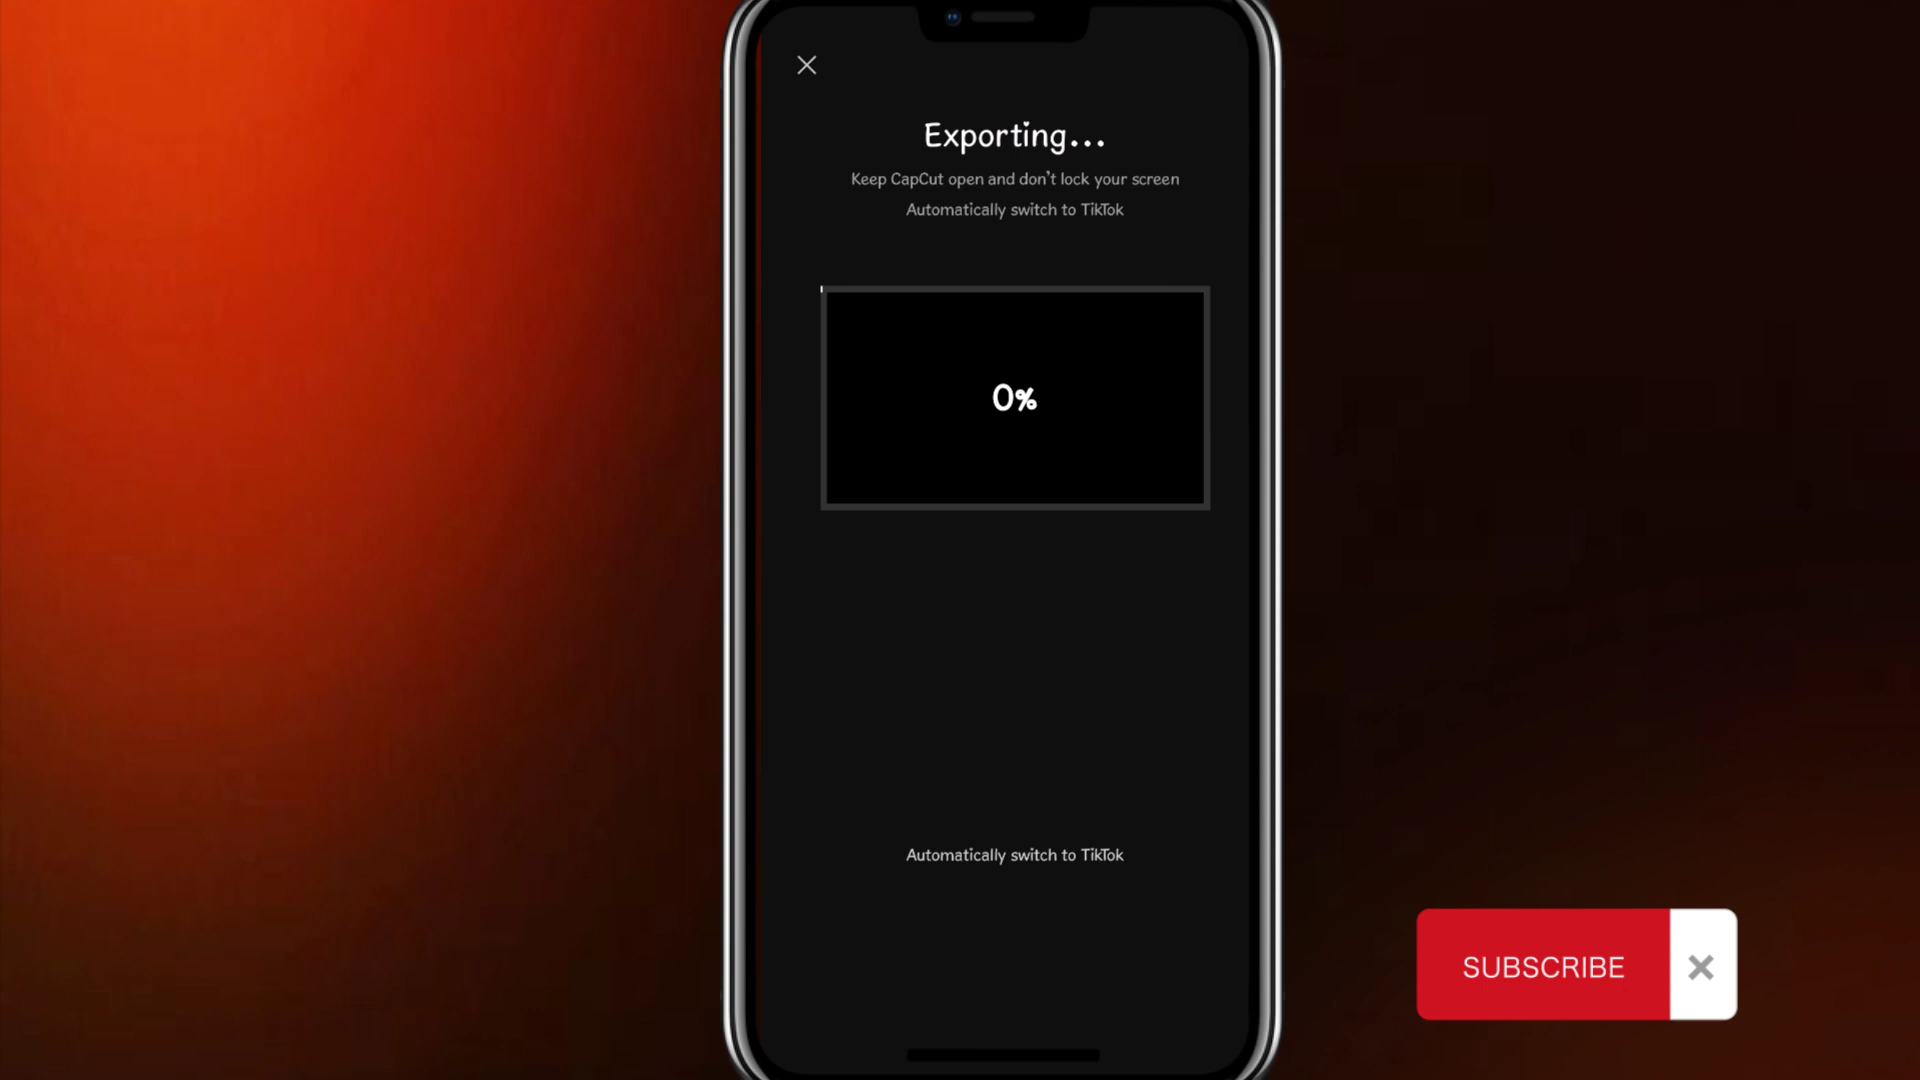 Exporting...
Keep CapCut open and don't lock your screen
Automatically switch to TikTok
0%
Automatically switch to TikTok
SUBSCRIBE